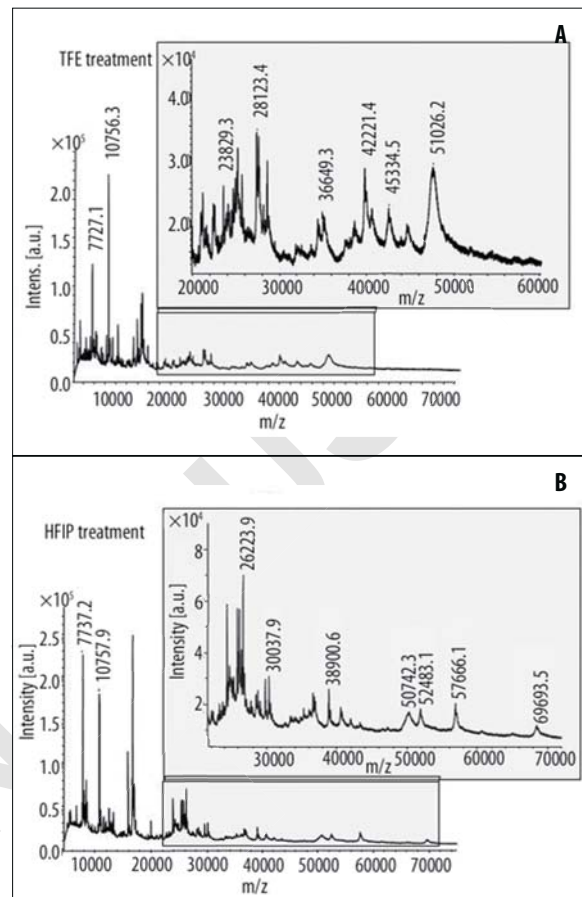 A
TFE treatment
×10⁵
Intens. [a.u.]
2.0
1.5
1.0
0.5
0.0
7727.1
10756.3
10000 20000 30000 40000 50000 60000 70000
m/z
×10⁴
4.0
3.0
2.0
23829.3
28123.4
36649.3
42221.4
45334.5
51026.2
20000 30000 40000 50000 60000
m/z
B
HFIP treatment
×10⁵
Intensity [a.u.]
2.5
2.0
1.5
1.0
0.5
0.0
7737.2
10757.9
10000 20000 30000 40000 50000 60000 70000
m/z
×10⁴
Intensity [a.u.]
8
6
4
2
26223.9
30037.9
38900.6
50742.3
52483.1
57666.1
69693.5
30000 40000 50000 60000 70000
m/z